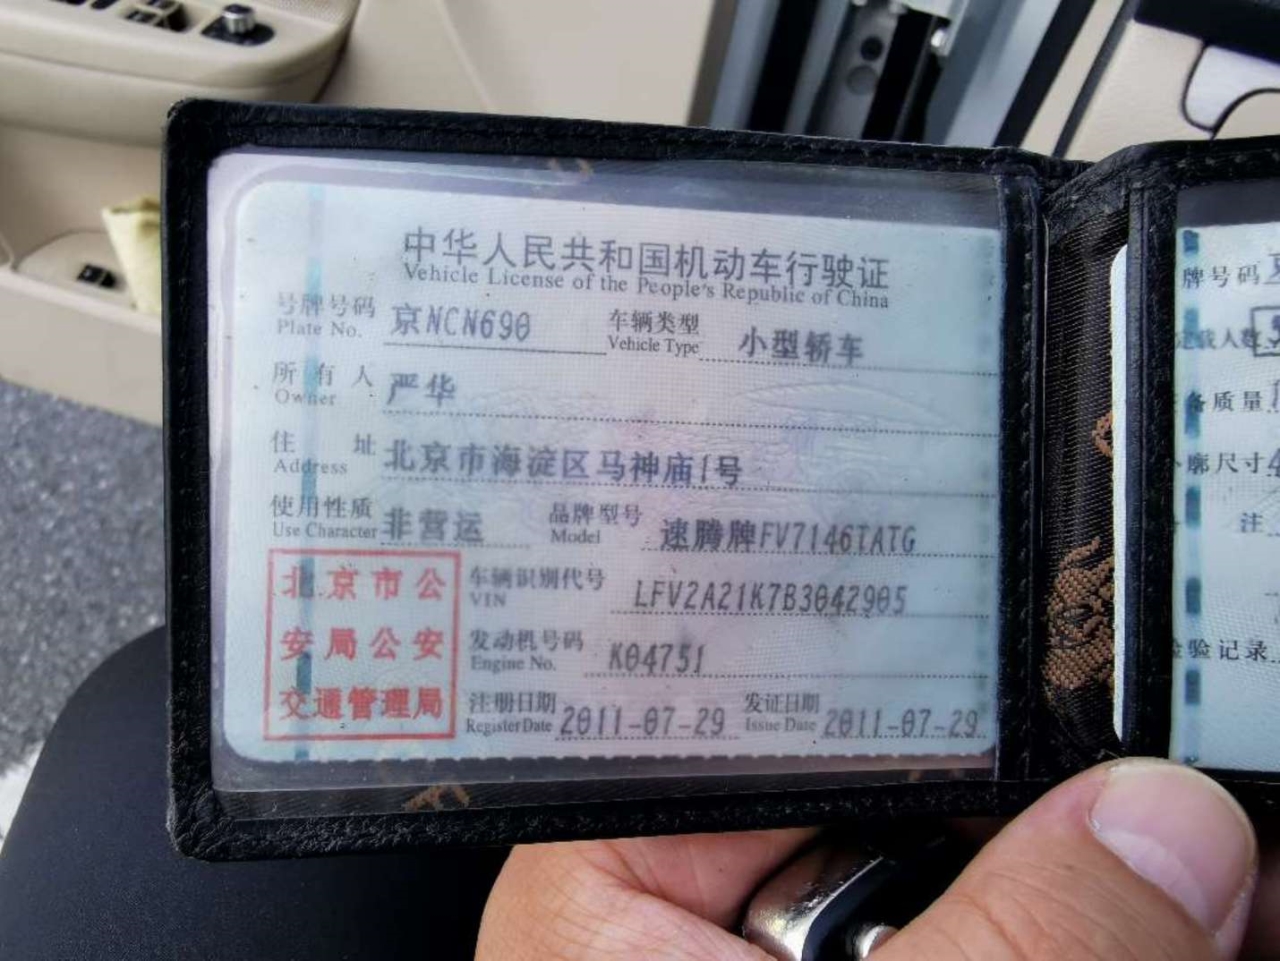 中华人民共和国机动车行驶证
Vehicle License of the People's Republic of China
号牌号码 京NCN690 车辆类型 小型轿车
Plate No. Vehicle Type
所有人 严华
Owner
住址 北京市海淀区马神庙1号
Address
使用性质 非营运 品牌型号 速腾牌FV7146TATG
Use Character Model
北京市公
安局公安
交通管理局
车辆识别代号 LFV2A21K7B3042905
VIN
发动机号码 K04751
Engine No.
注册日期 2011-07-29 发证日期 2011-07-29
Register Date Issue Date
牌号码
载人数
备质量
廓尺寸
注
验记录